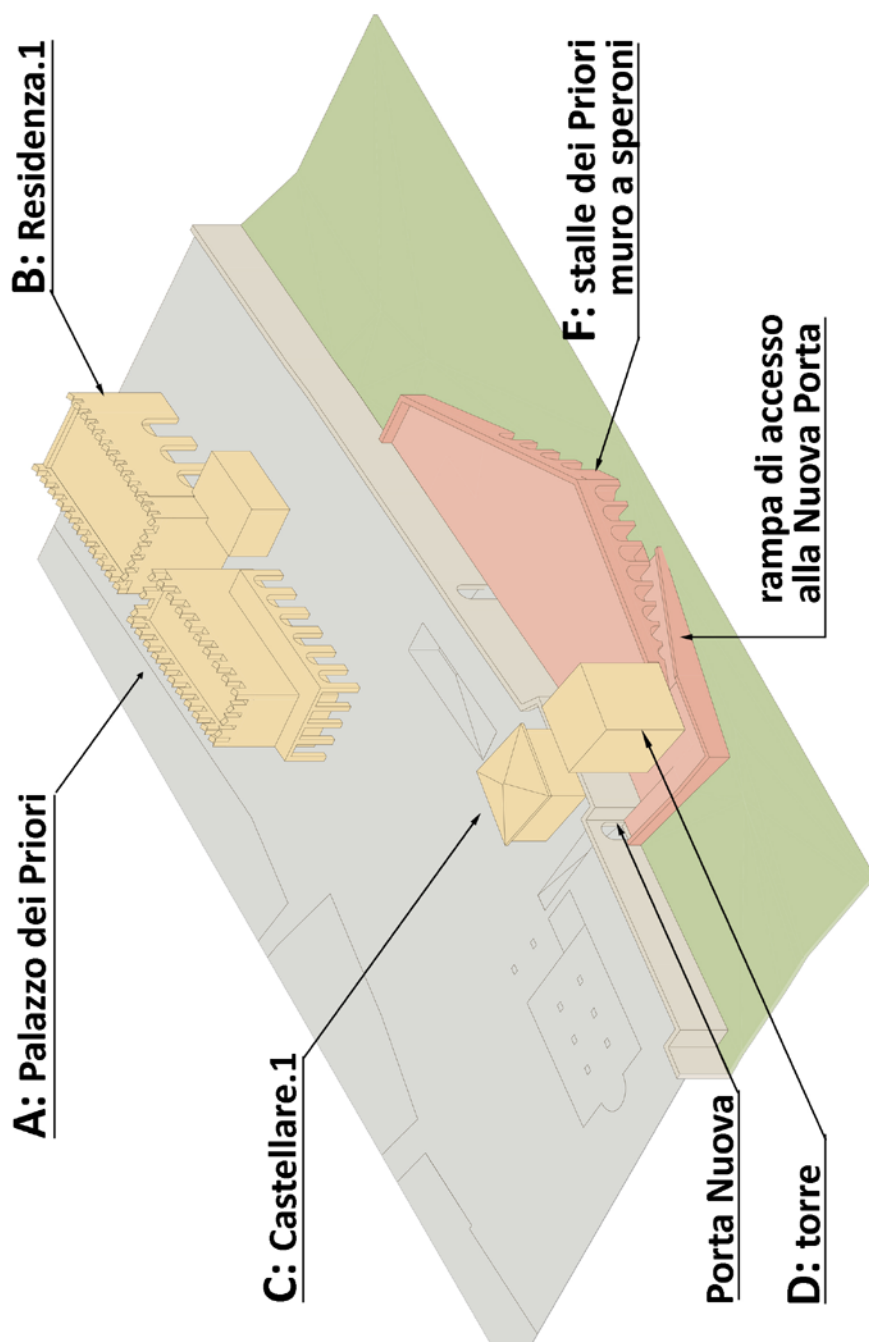 A: Palazzo dei Priori
B: Residenza.1
C: Castellare.1
F: stalle dei Priori
muro a speroni
Porta Nuova
rampa di accesso
alla Nuova Porta
D: torre